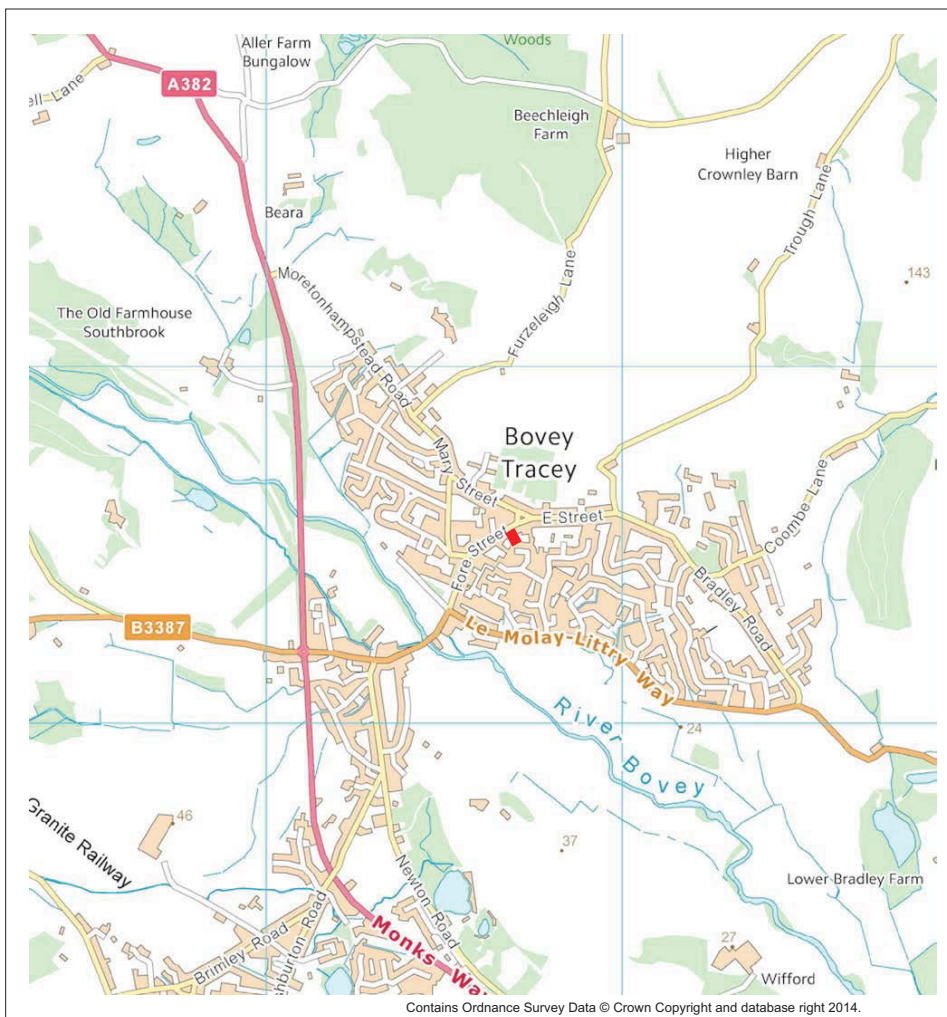 Woods
Aller Farm
Bungalow
A382
Lane
Beechleigh
Farm
Higher
Crownley Barn
Trough Lane
Beara
143
Moretonhampstead Road
Furzeleigh Lane
The Old Farmhouse
Southbrook
Bovey
Tracey
Mary Street
E Street
Fore Street
Coombe Lane
Bradley Road
B3387
Le Molay-Littry Way
River Bovey
24
Granite Railway
46
37
Newton Road
Lower Bradley Farm
Brimley Road
shburton Road
Monks Way
27
Wifford
Contains Ordnance Survey Data © Crown Copyright and database right 2014.